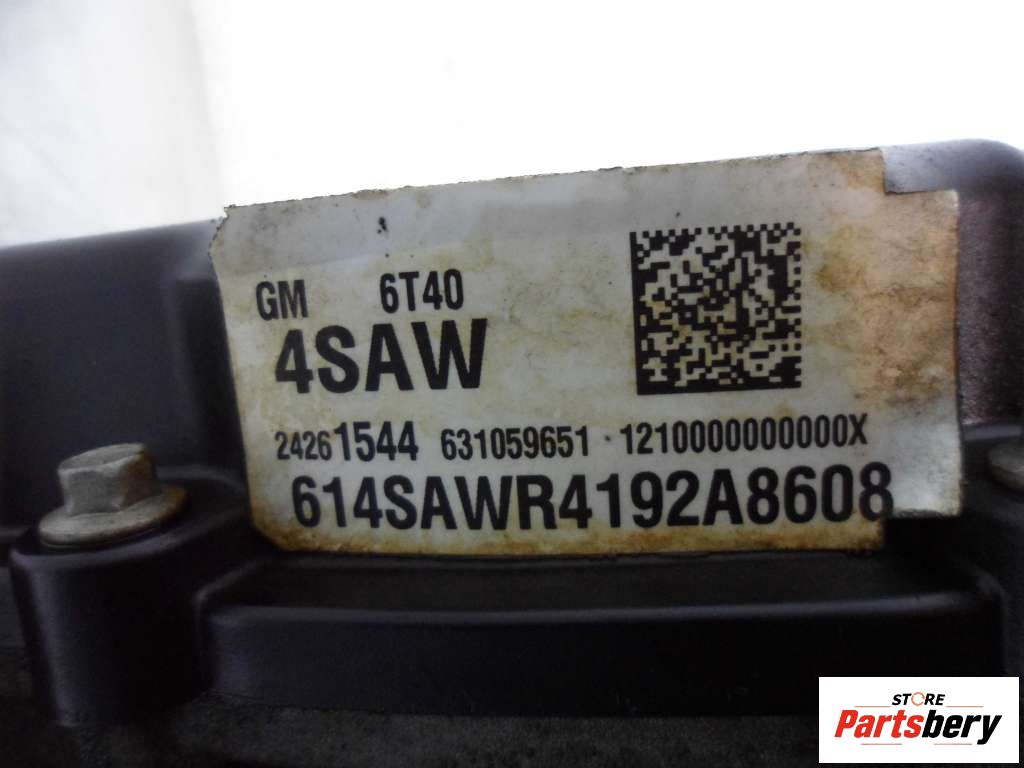 GM 6T40
4SAW
24261544 631059651 1210000000000X
614SAWR4192A8608
STORE
Partsbery